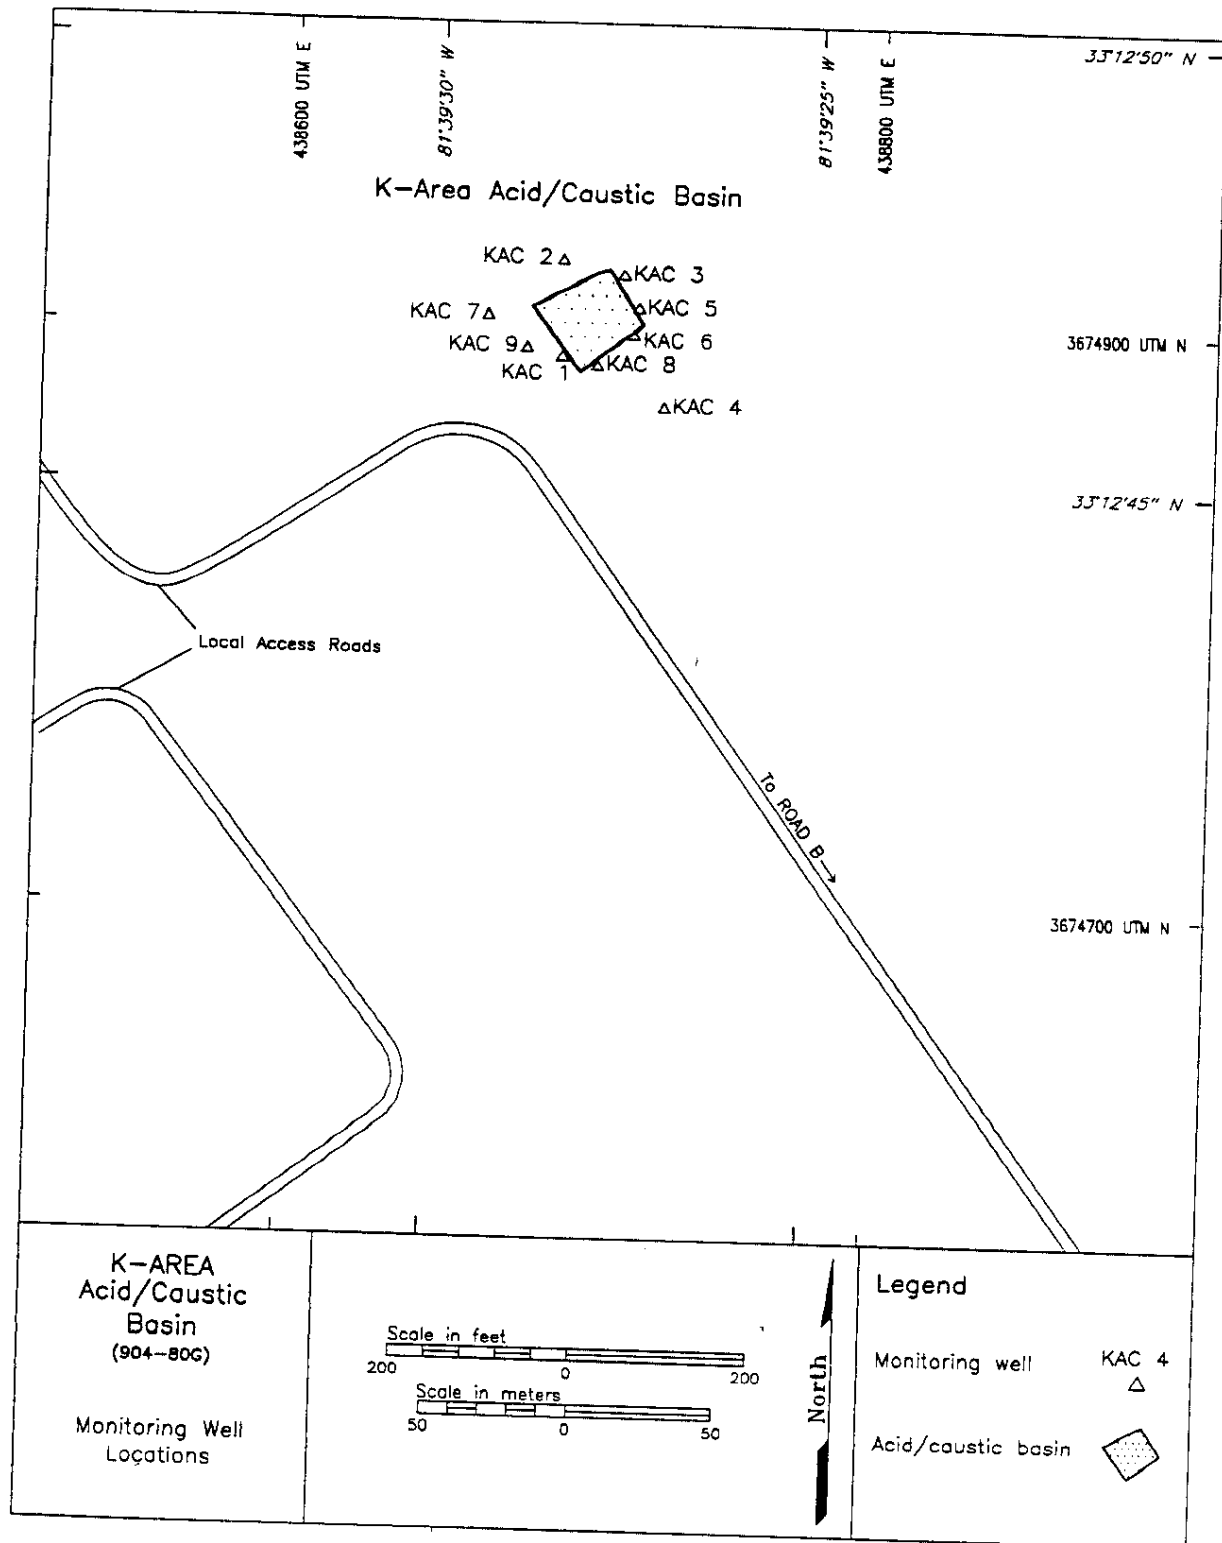 438600 UTM E
81°39'30" W
81°39'25" W
438800 UTM E
33°12'50" N
K-Area Acid/Caustic Basin
KAC 2
KAC 3
KAC 7
KAC 5
KAC 9
KAC 6
3674900 UTM N
KAC 1
KAC 8
KAC 4
33°12'45" N
Local Access Roads
To ROAD B
3674700 UTM N
K-AREA
Acid/Caustic
Basin
(904-80G)
Monitoring Well
Locations
Scale in feet
200 0 200
Scale in meters
50 0 50
North
Legend
Monitoring well
KAC 4
Acid/caustic basin